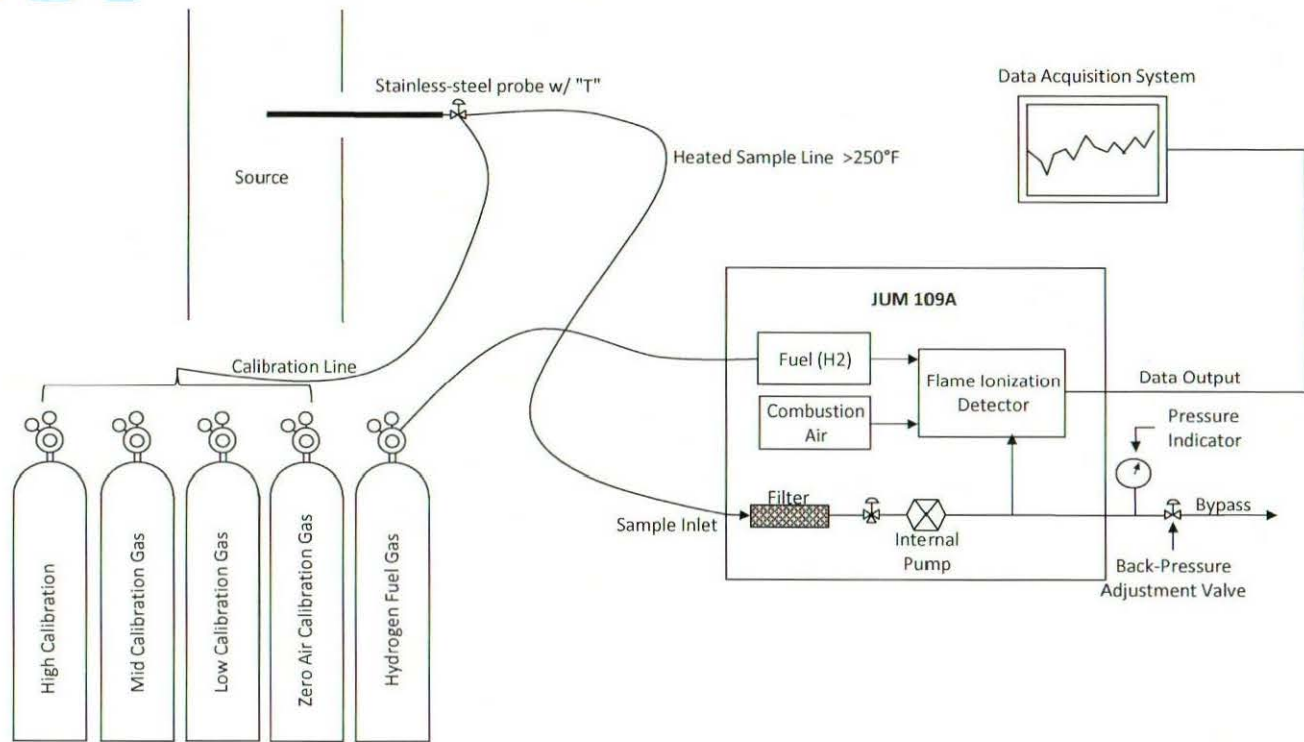 Stainless-steel probe w/ "T"
Data Acquisition System
Heated Sample Line >250°F
Source
JUM 109A
Calibration Line
Fuel (H2)
Flame Ionization
Detector
Data Output
Combustion
Air
Pressure
Indicator
Filter
Sample Inlet
Internal
Pump
Bypass
Back-Pressure
Adjustment Valve
High Calibration
Mid Calibration Gas
Low Calibration Gas
Zero Air Calibration Gas
Hydrogen Fuel Gas